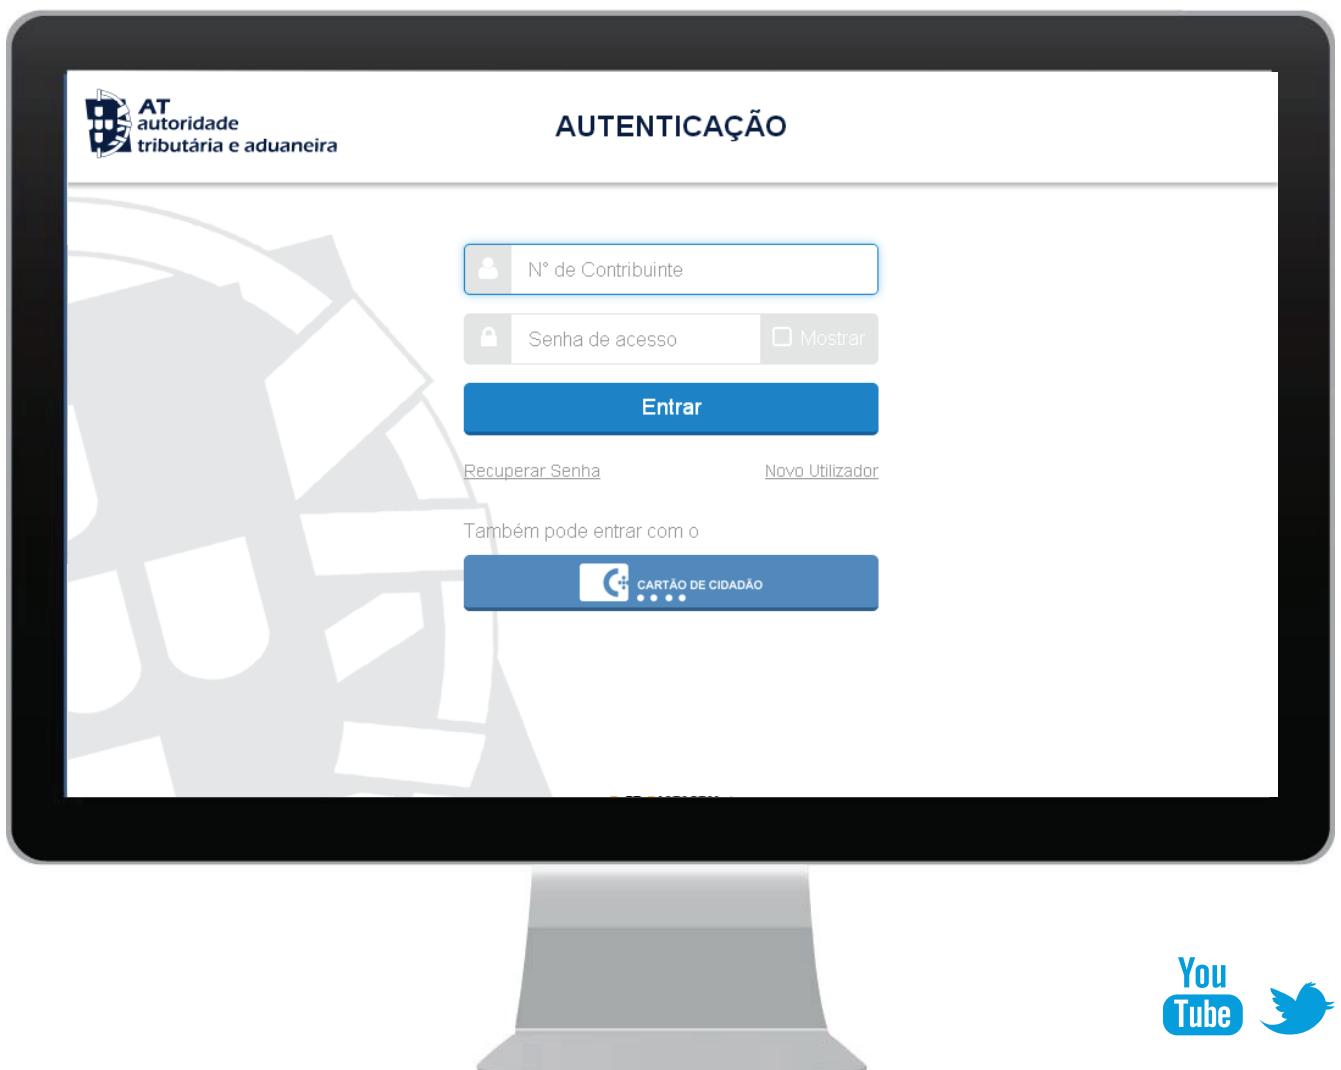 AT
autoridade
tributária e aduaneira
AUTENTICAÇÃO
N° de Contribuinte
Senha de acesso
Mostrar
Entrar
Recuperar Senha
Novo Utilizador
Também pode entrar com o
CARTÃO DE CIDADÃO
You
Tube